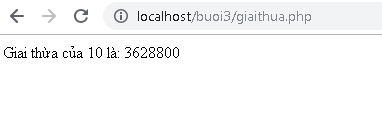 localhost/buoi3/giaithua.php
Giai thừa của 10 là: 3628800